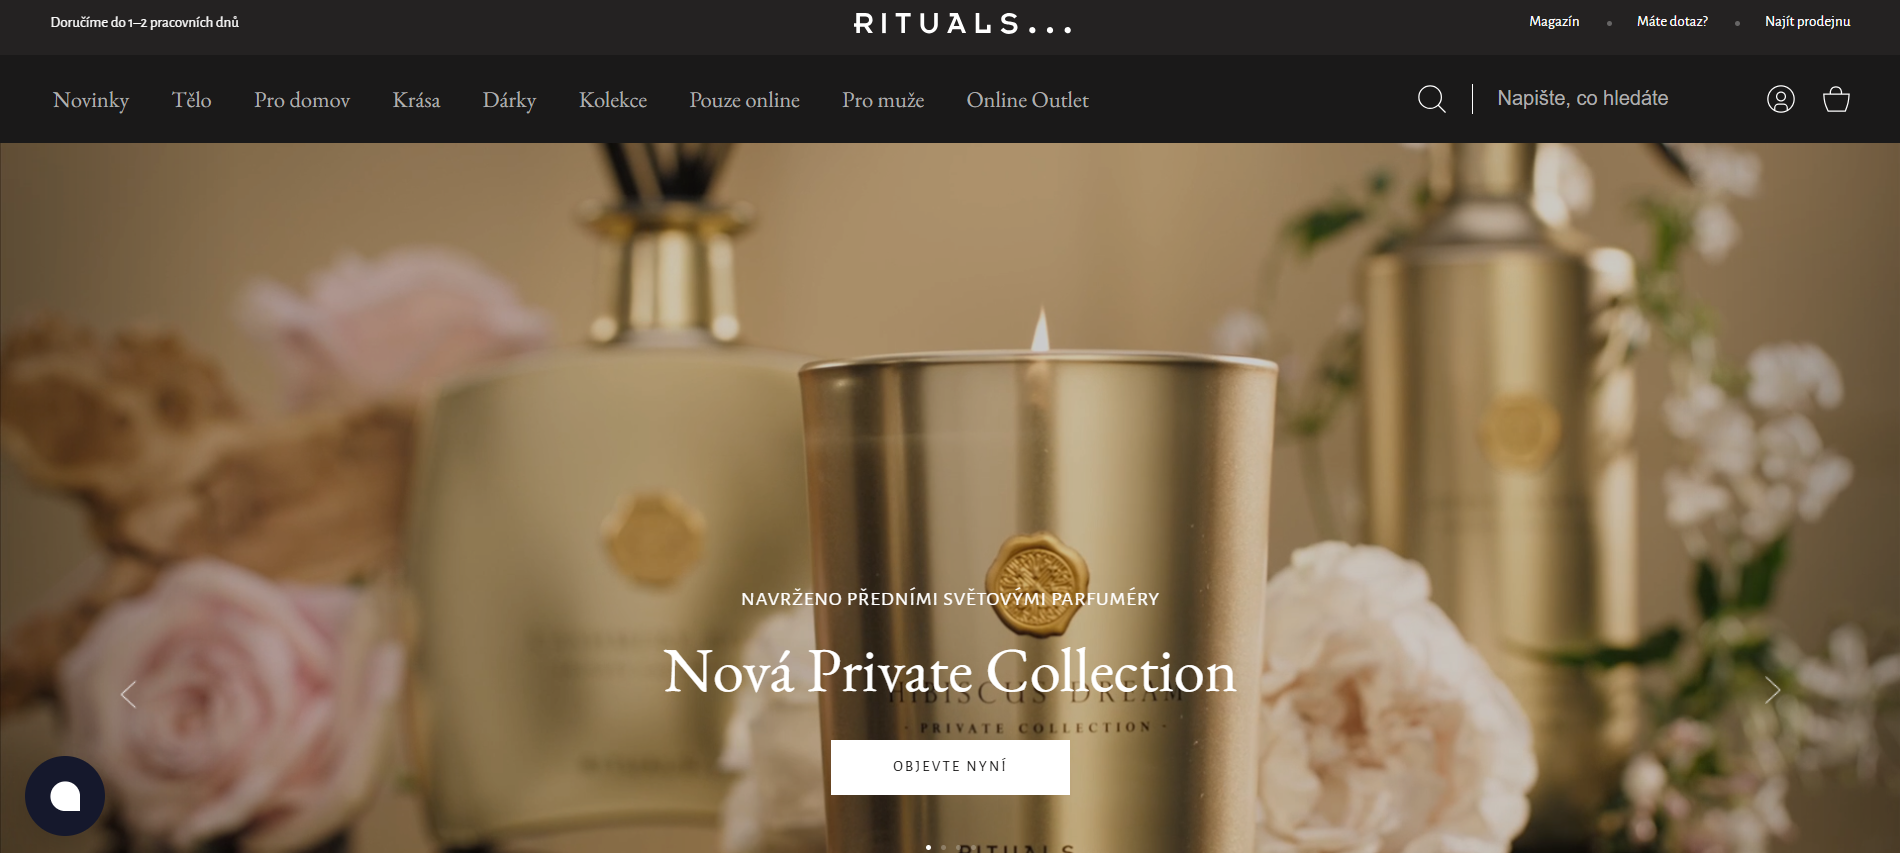 Doručíme do 1–2 pracovních dnů
RITUALS...
Magazín
Máte dotaz?
Najít prodejnu
Novinky
Tělo
Pro domov
Krása
Dárky
Kolekce
Pouze online
Pro muže
Online Outlet
Napište, co hledáte
NAVRŽENO PŘEDNÍMI SVĚTOVÝMI PARFUMÉRY
Nová Private Collection
HIBISCUS DREAM
· PRIVATE COLLECTION ·
OBJEVTE NYNÍ
RITUALS